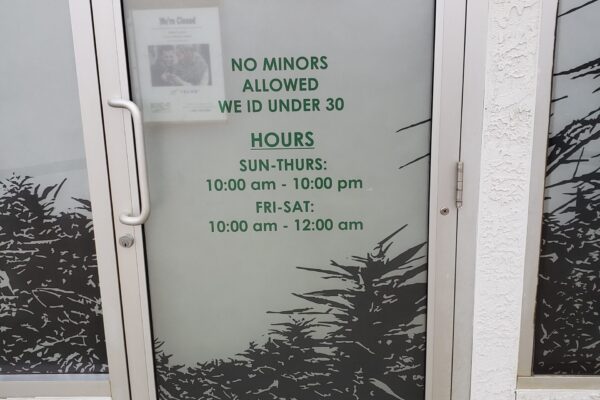 We're Closed
NO MINORS
ALLOWED
WE ID UNDER 30
HOURS
SUN-THURS:
10:00 am - 10:00 pm
FRI-SAT:
10:00 am - 12:00 am